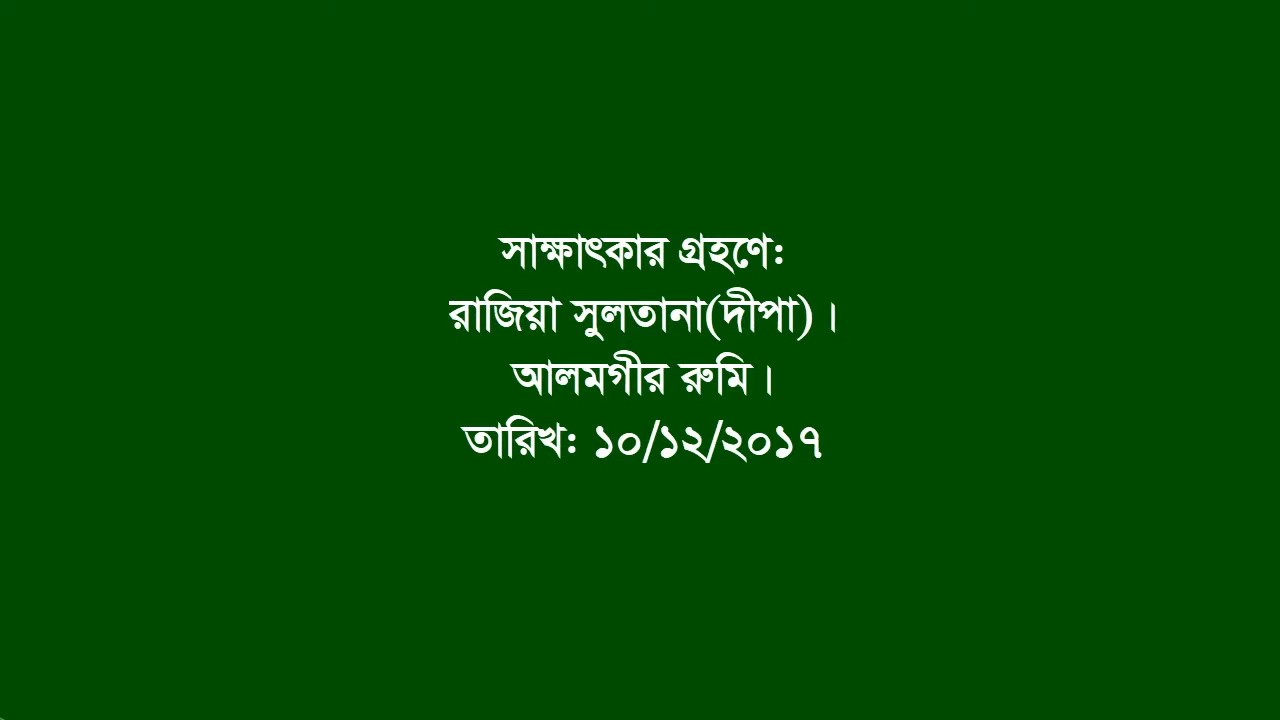 সাক্ষাৎকার গ্রহণে:
রাজিয়া সুলতানা(দীপা)।
আলমগীর রুমি।
তারিখ: ১০/১২/২০১৭